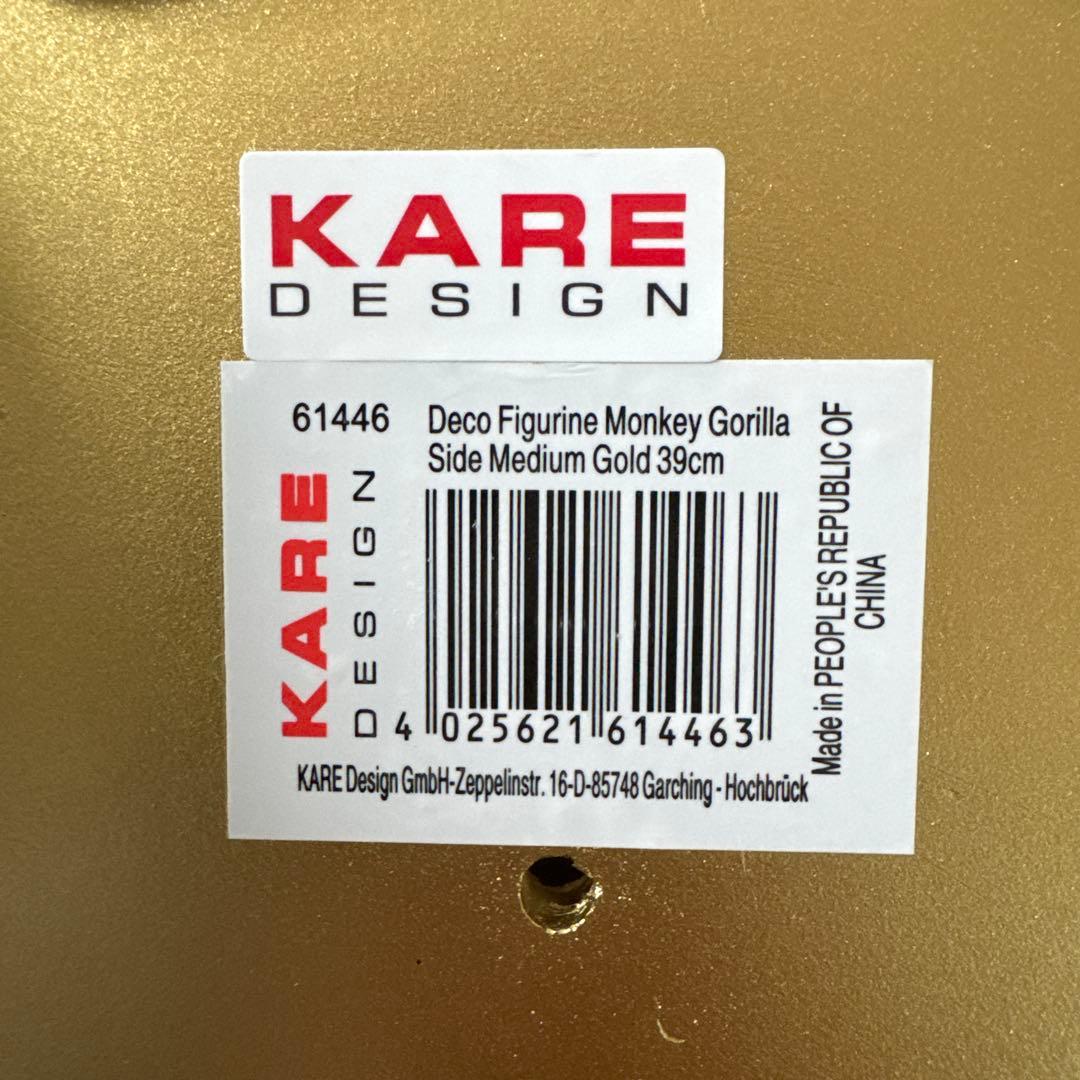 KARE
DESIGN
61446
Deco Figurine Monkey Gorilla
Side Medium Gold 39cm
KARE
DESIGN
4 025621 614463
KARE Design GmbH-Zeppelinstr. 16-D-85748 Garching - Hochbrück
Made in PEOPLE'S REPUBLIC OF
CHINA